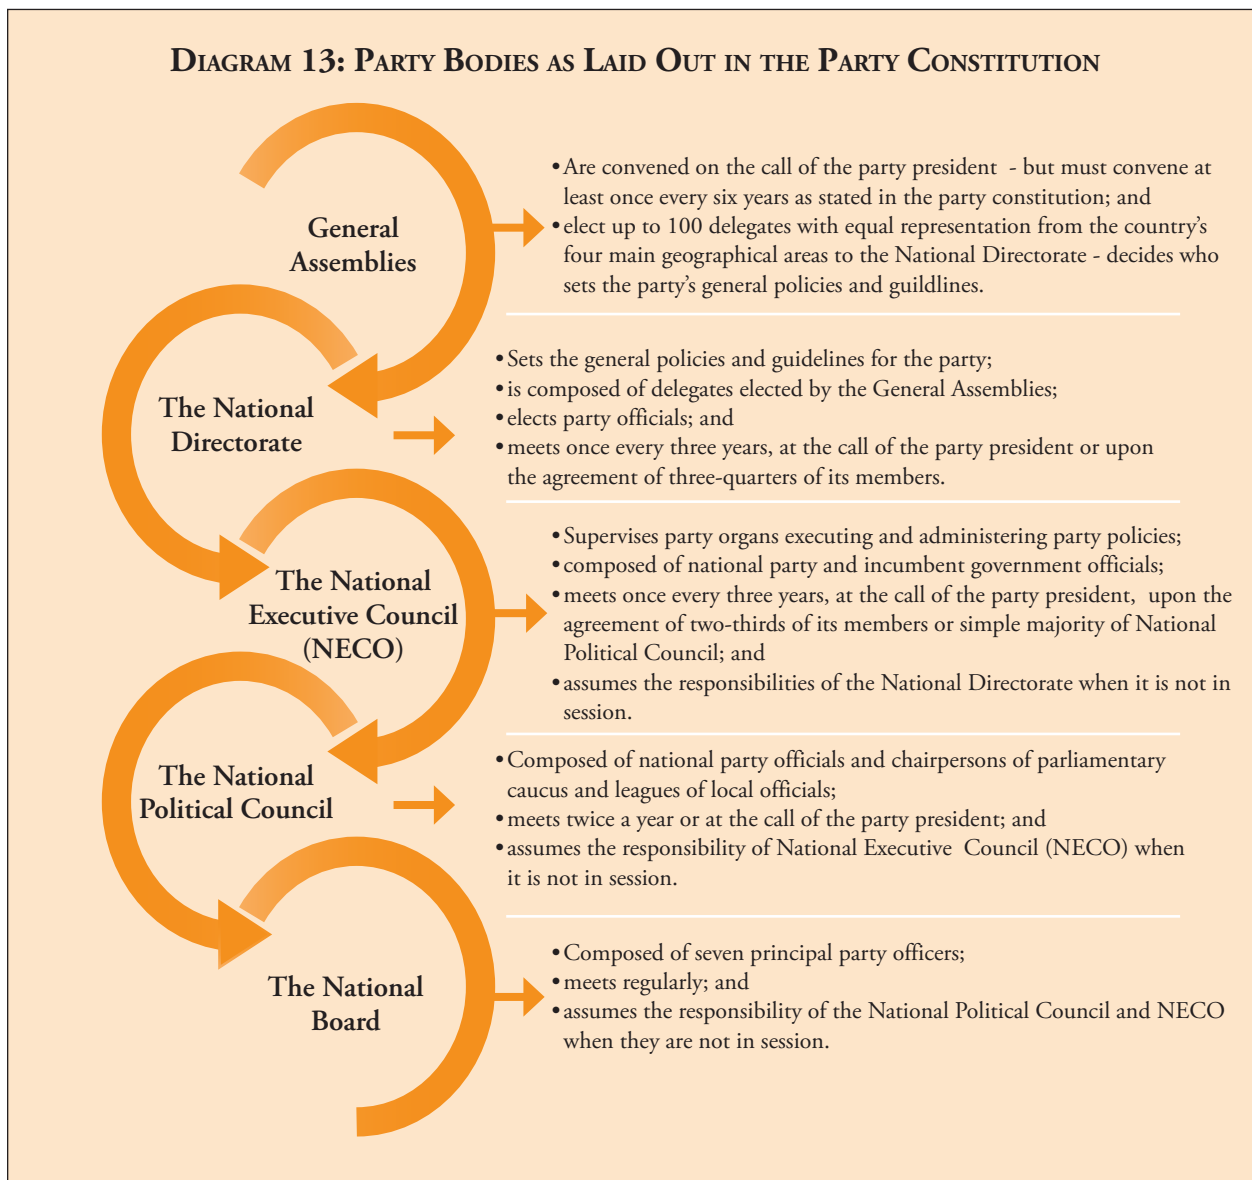 DIAGRAM 13: PARTY BODIES AS LAID OUT IN THE PARTY CONSTITUTION
General
Assemblies
• Are convened on the call of the party president - but must convene at
least once every six years as stated in the party constitution; and
• elect up to 100 delegates with equal representation from the country's
four main geographical areas to the National Directorate - decides who
sets the party's general policies and guildlines.
The National
Directorate
• Sets the general policies and guidelines for the party;
• is composed of delegates elected by the General Assemblies;
• elects party officials; and
• meets once every three years, at the call of the party president or upon
the agreement of three-quarters of its members.
The National
Executive Council
(NECO)
• Supervises party organs executing and administering party policies;
• composed of national party and incumbent government officials;
• meets once every three years, at the call of the party president, upon the
agreement of two-thirds of its members or simple majority of National
Political Council; and
• assumes the responsibilities of the National Directorate when it is not in
session.
The National
Political Council
• Composed of national party officials and chairpersons of parliamentary
caucus and leagues of local officials;
• meets twice a year or at the call of the party president; and
• assumes the responsibility of National Executive Council (NECO) when
it is not in session.
The National
Board
• Composed of seven principal party officers;
• meets regularly; and
• assumes the responsibility of the National Political Council and NECO
when they are not in session.